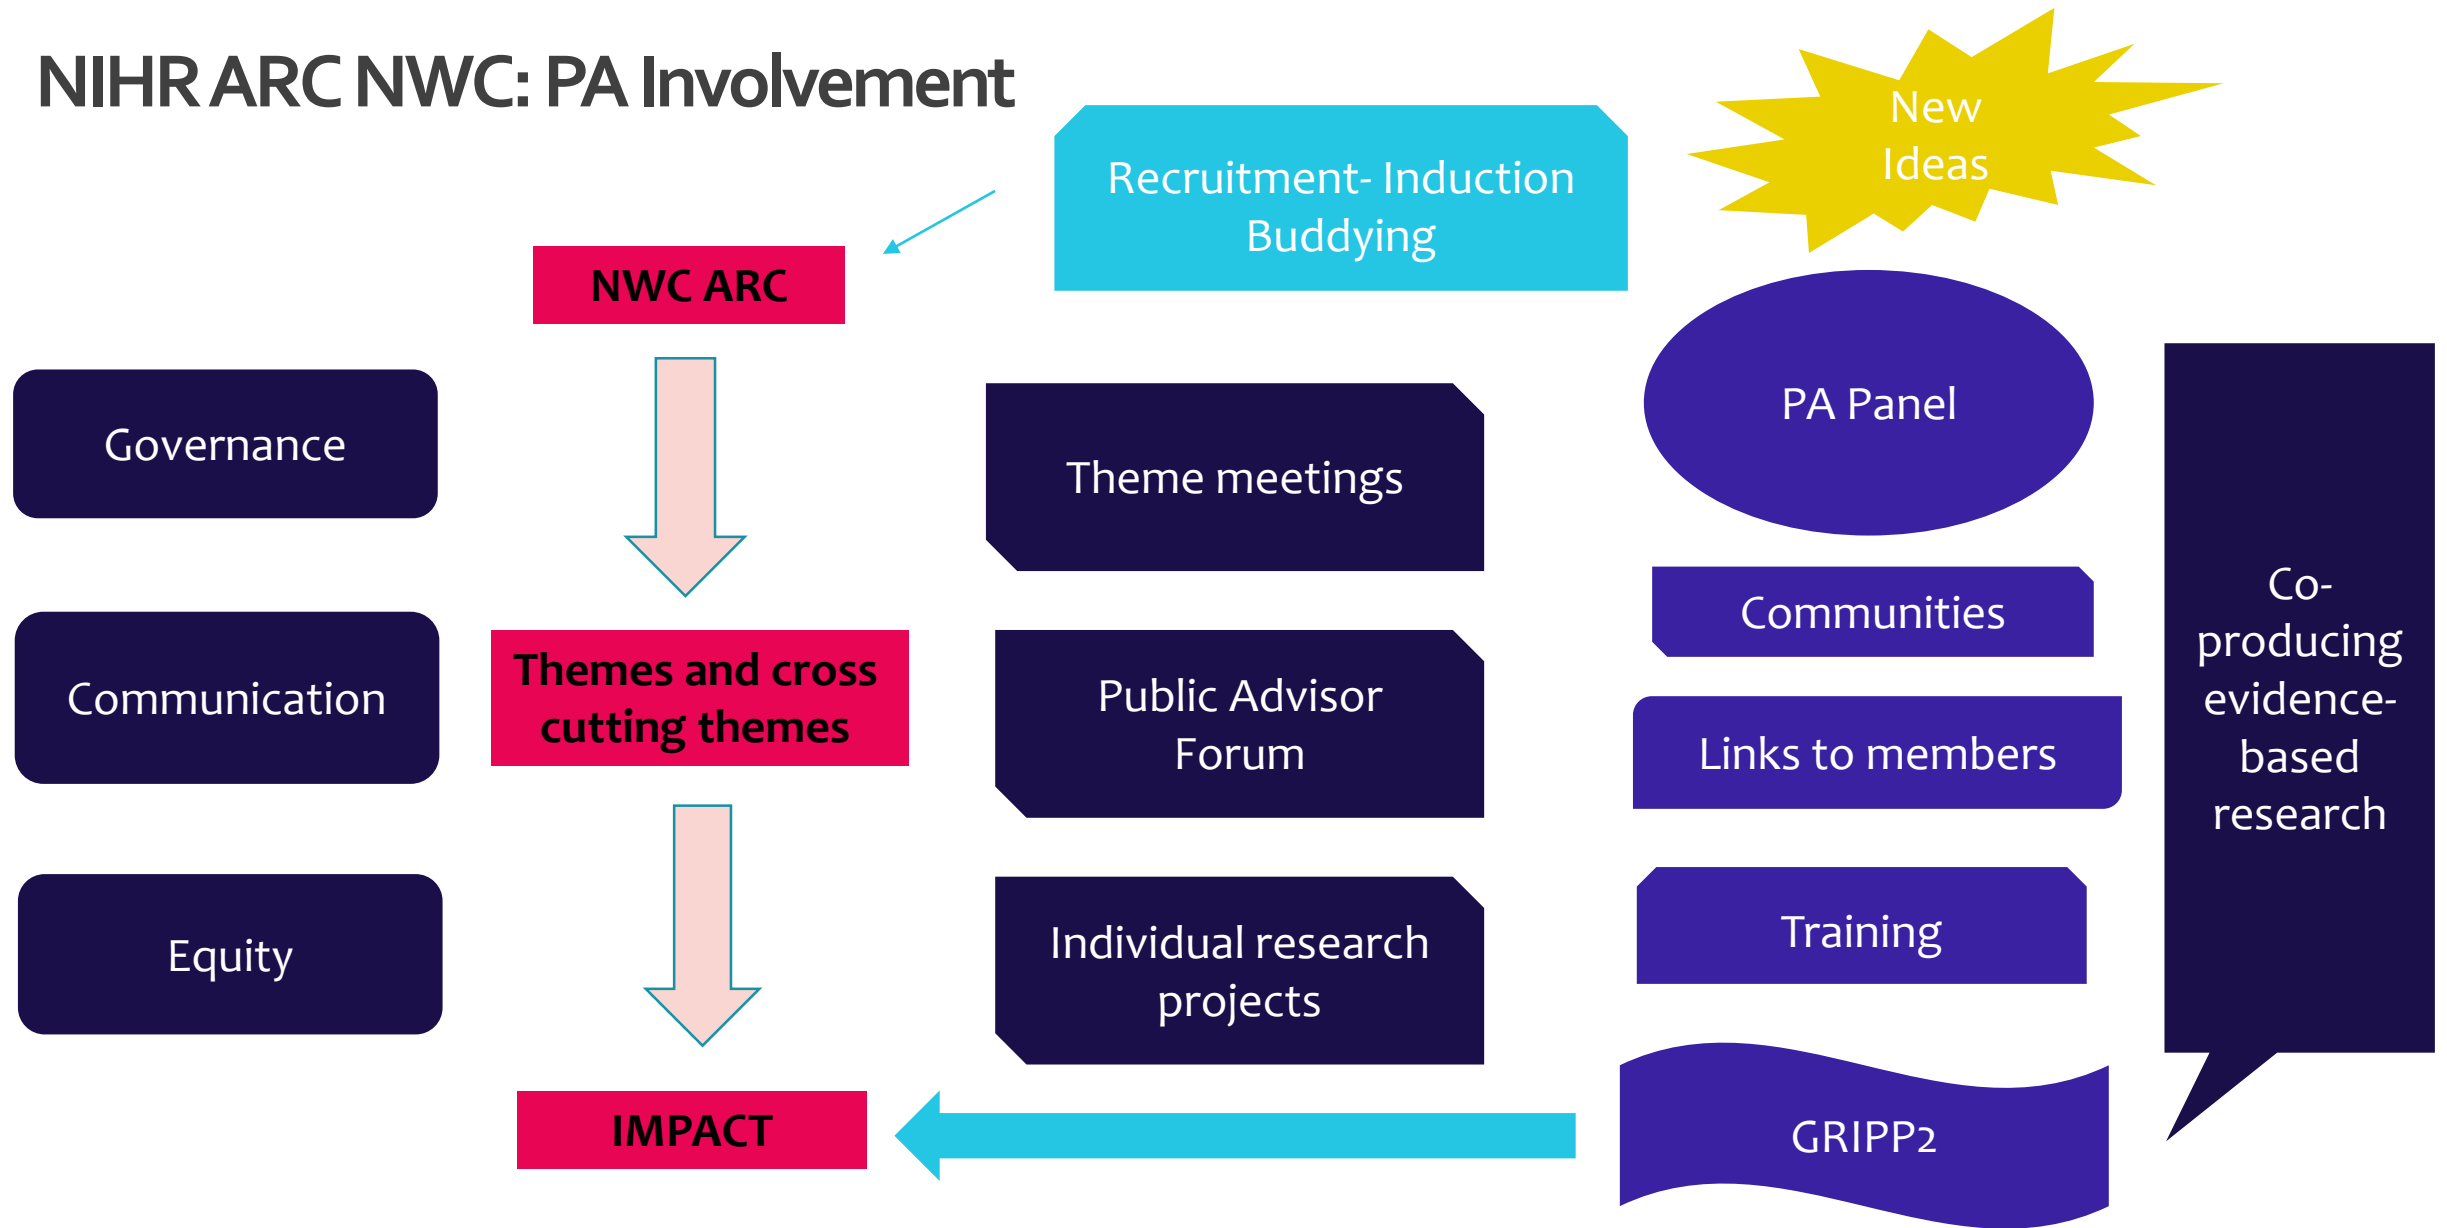 NIHR ARC NWC: PA Involvement
New
Ideas
Recruitment- Induction
Buddying
NWC ARC
PA Panel
Governance
Theme meetings
Communities
Co-
producing
evidence-
based
research
Themes and cross
cutting themes
Communication
Public Advisor
Forum
Links to members
Equity
Individual research
projects
Training
IMPACT
GRIPP2